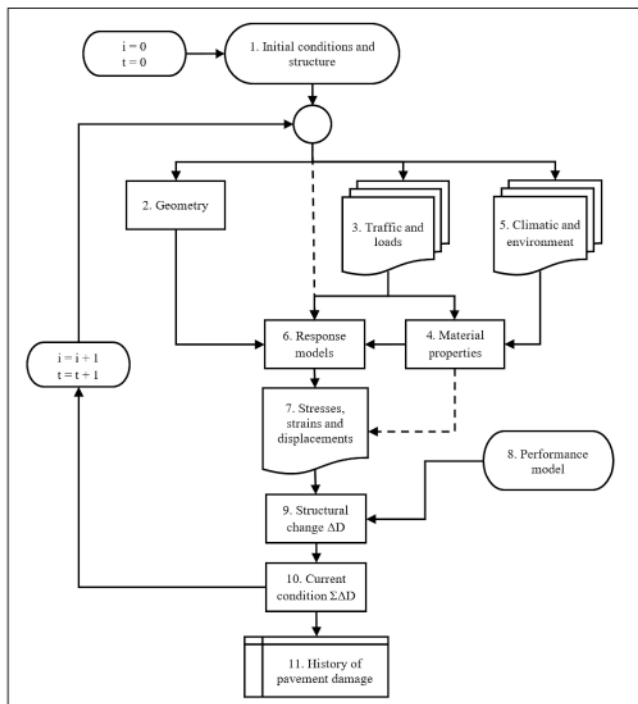 i = 0
t = 0
1. Initial conditions and
structure
2. Geometry
3. Traffic and
loads
5. Climatic and
environment
6. Response
models
4. Material
properties
i = i + 1
t = t + 1
7. Stresses,
strains and
displacements
8. Performance
model
9. Structural
change ΔD
10. Current
condition ΣΔD
11. History of
pavement damage